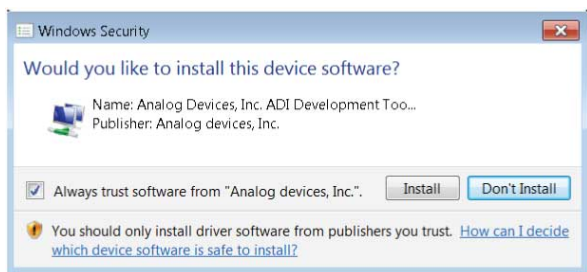 Windows Security
Would you like to install this device software?
Name: Analog Devices, Inc. ADI Development Too...
Publisher: Analog devices, Inc.
Always trust software from "Analog devices, Inc.".
Install
Don't Install
You should only install driver software from publishers you trust. How can I decide
which device software is safe to install?